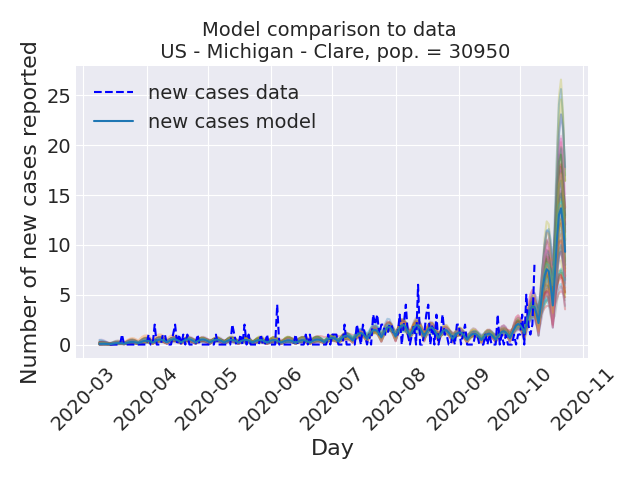 Model comparison to data
US - Michigan - Clare, pop. = 30950
Number of new cases reported
25
20
15
10
5
0
new cases data
new cases model
2020-03
2020-04
2020-05
2020-06
2020-07
2020-08
2020-09
2020-10
2020-11
Day